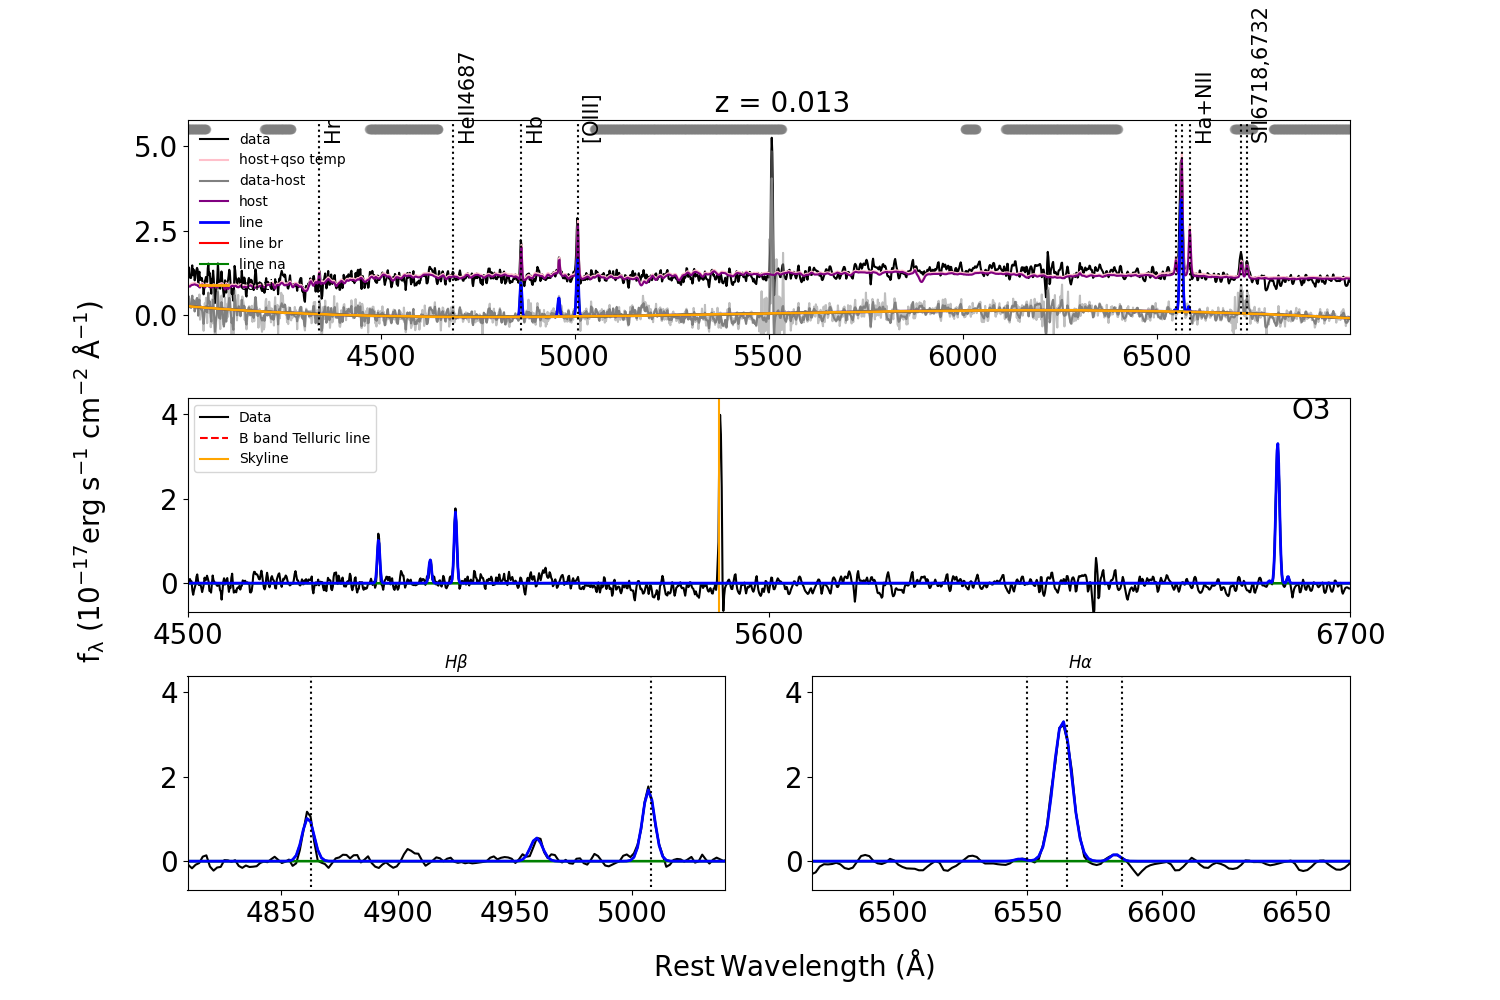 z = 0.013
Hr
HeII4687
Hb
[OIII]
Ha+NII
SII6718,6732
data
host+qso temp
data-host
host
line
line br
line na
5.0
2.5
0.0
4500 5000 5500 6000 6500
O3
Data
B band Telluric line
Skyline
4
2
0
4500 5600 6700
fλ (10−17erg s−1 cm−2 Å−1)
Hβ
4
2
0
4850 4900 4950 5000
Hα
4
2
0
6500 6550 6600 6650
Rest Wavelength (Å)